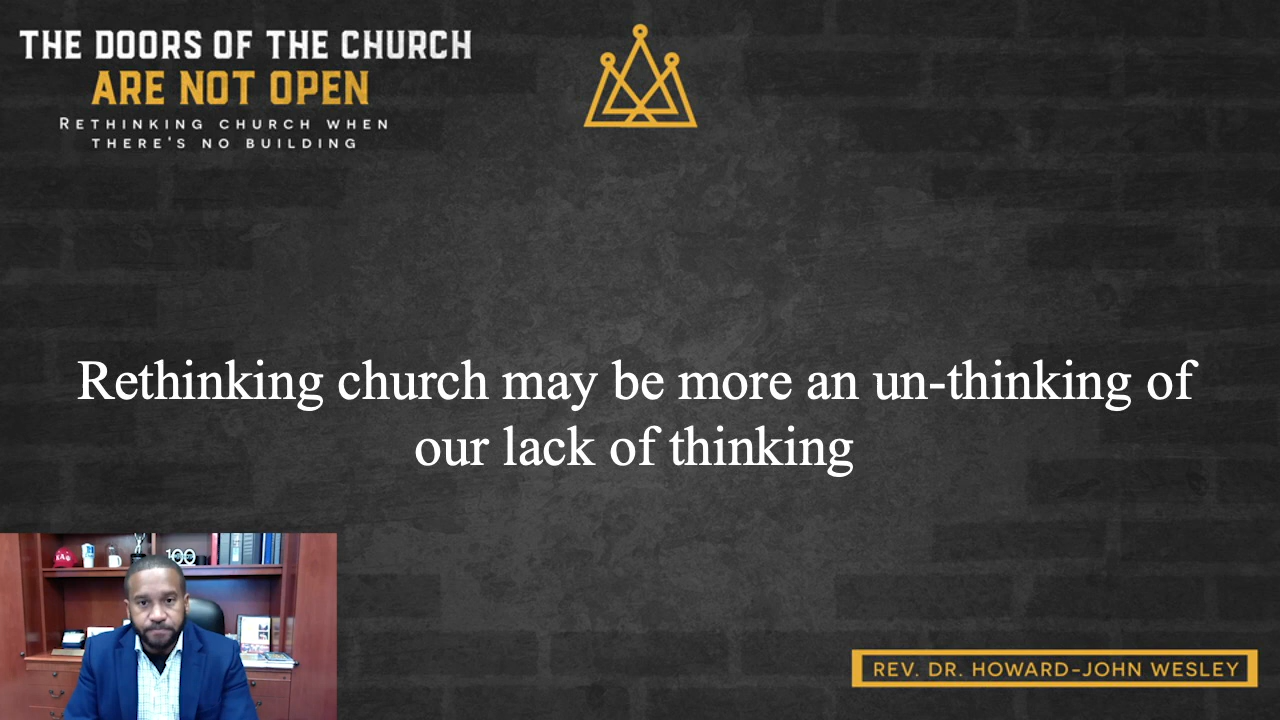 THE DOORS OF THE CHURCH
ARE NOT OPEN
RETHINKING CHURCH WHEN
THERE'S NO BUILDING
Rethinking church may be more an un-thinking of
our lack of thinking
100
REV. DR. HOWARD-JOHN WESLEY